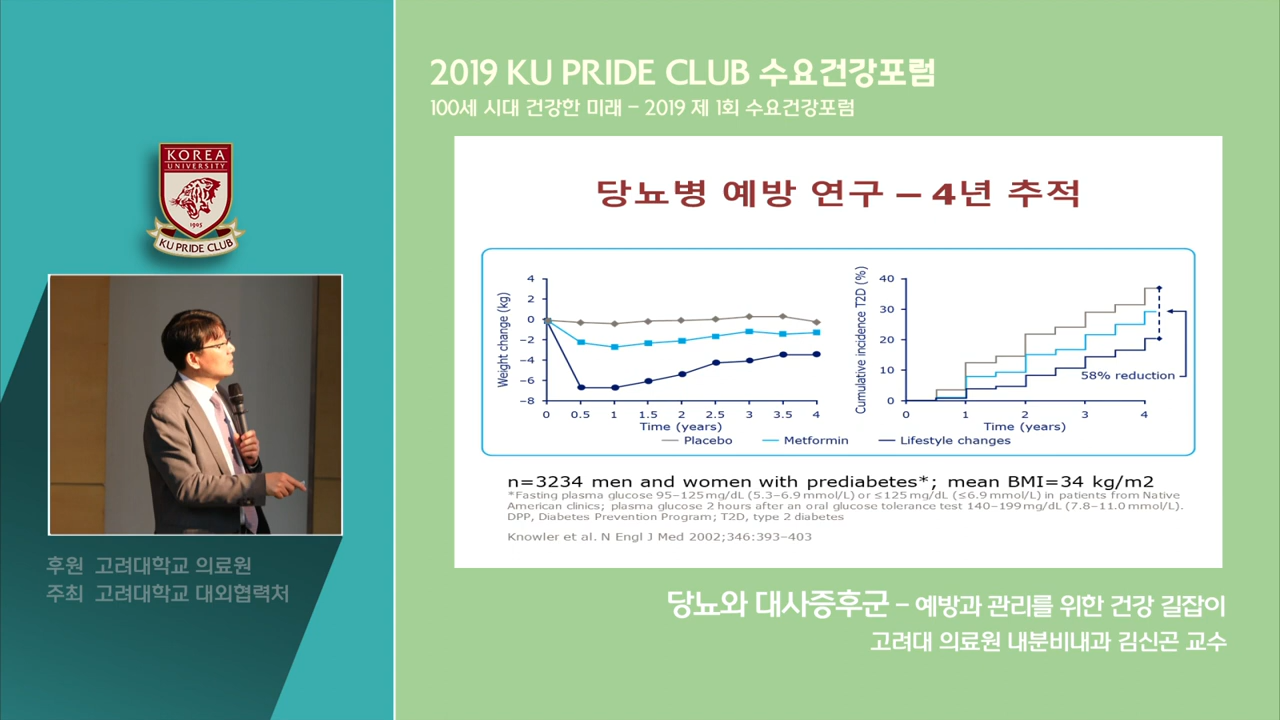 2019 KU PRIDE CLUB 수요건강포럼
100세 시대 건강한 미래 – 2019 제 1회 수요건강포럼
KOREA
UNIVERSITY
1905
KU PRIDE CLUB
후원 고려대학교 의료원
주최 고려대학교 대외협력처
당뇨병 예방 연구 – 4년 추적
Weight change (kg)
4
2
0
–2
–4
–6
–8
0 0.5 1 1.5 2 2.5 3 3.5 4
Time (years)
Cumulative incidence T2D (%)
40
30
20
10
0
58% reduction
0 1 2 3 4
Time (years)
Placebo Metformin Lifestyle changes
n=3234 men and women with prediabetes*; mean BMI=34 kg/m2
*Fasting plasma glucose 95–125 mg/dL (5.3–6.9 mmol/L) or ≤125 mg/dL (≤6.9 mmol/L) in patients from Native
American clinics; plasma glucose 2 hours after an oral glucose tolerance test 140–199 mg/dL (7.8–11.0 mmol/L).
DPP, Diabetes Prevention Program; T2D, type 2 diabetes
Knowler et al. N Engl J Med 2002;346:393–403
당뇨와 대사증후군 – 예방과 관리를 위한 건강 길잡이
고려대 의료원 내분비내과 김신곤 교수